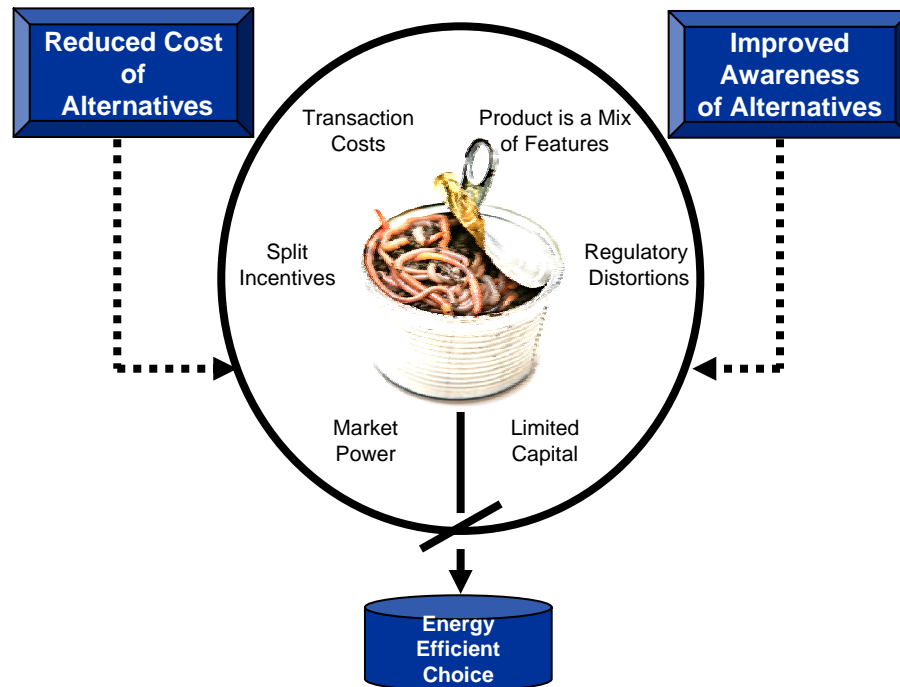 Reduced Cost
of
Alternatives
Improved
Awareness
of Alternatives
Transaction
Costs
Product is a Mix
of Features
Split
Incentives
Regulatory
Distortions
Market
Power
Limited
Capital
Energy
Efficient
Choice